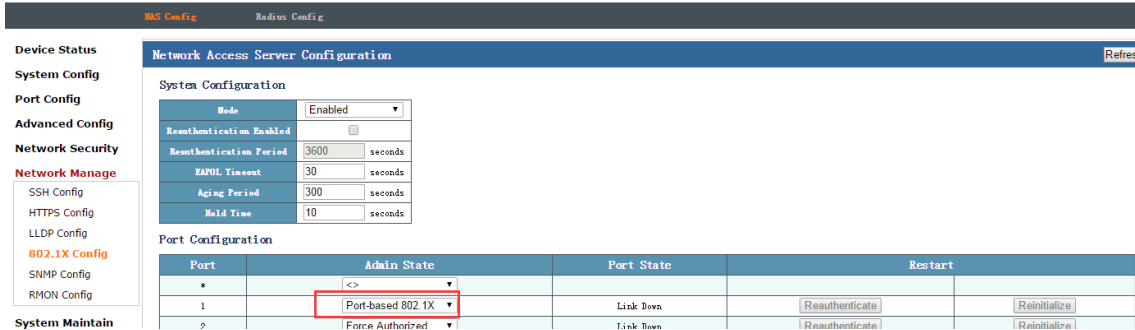 NAS Config Radius Config
Device Status
System Config
Port Config
Advanced Config
Network Security
Network Manage
SSH Config
HTTPS Config
LLDP Config
802.1X Config
SNMP Config
RMON Config
System Maintain
Network Access Server Configuration Refres
System Configuration
Mode Enabled
Reauthentication Enabled
Reauthentication Period 3600 seconds
EAPOL Timeout 30 seconds
Aging Period 300 seconds
Hold Time 10 seconds
Port Configuration
Port Admin State Port State Restart
* <>
1 Port-based 802.1X Link Down Reauthenticate Reinitialize
2 Force Authorized Link Down Reauthenticate Reinitialize